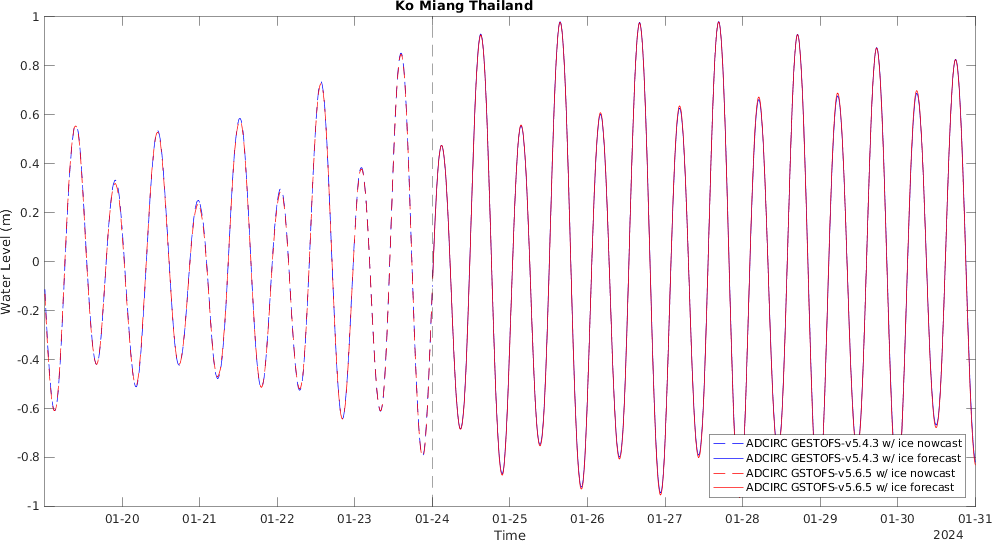 Ko Miang Thailand
Water Level (m)
1
0.8
0.6
0.4
0.2
0
-0.2
-0.4
-0.6
-0.8
-1
ADCIRC GESTOFS-v5.4.3 w/ ice nowcast
ADCIRC GESTOFS-v5.4.3 w/ ice forecast
ADCIRC GSTOFS-v5.6.5 w/ ice nowcast
ADCIRC GSTOFS-v5.6.5 w/ ice forecast
01-20 01-21 01-22 01-23 01-24 01-25 01-26 01-27 01-28 01-29 01-30 01-31
Time
2024